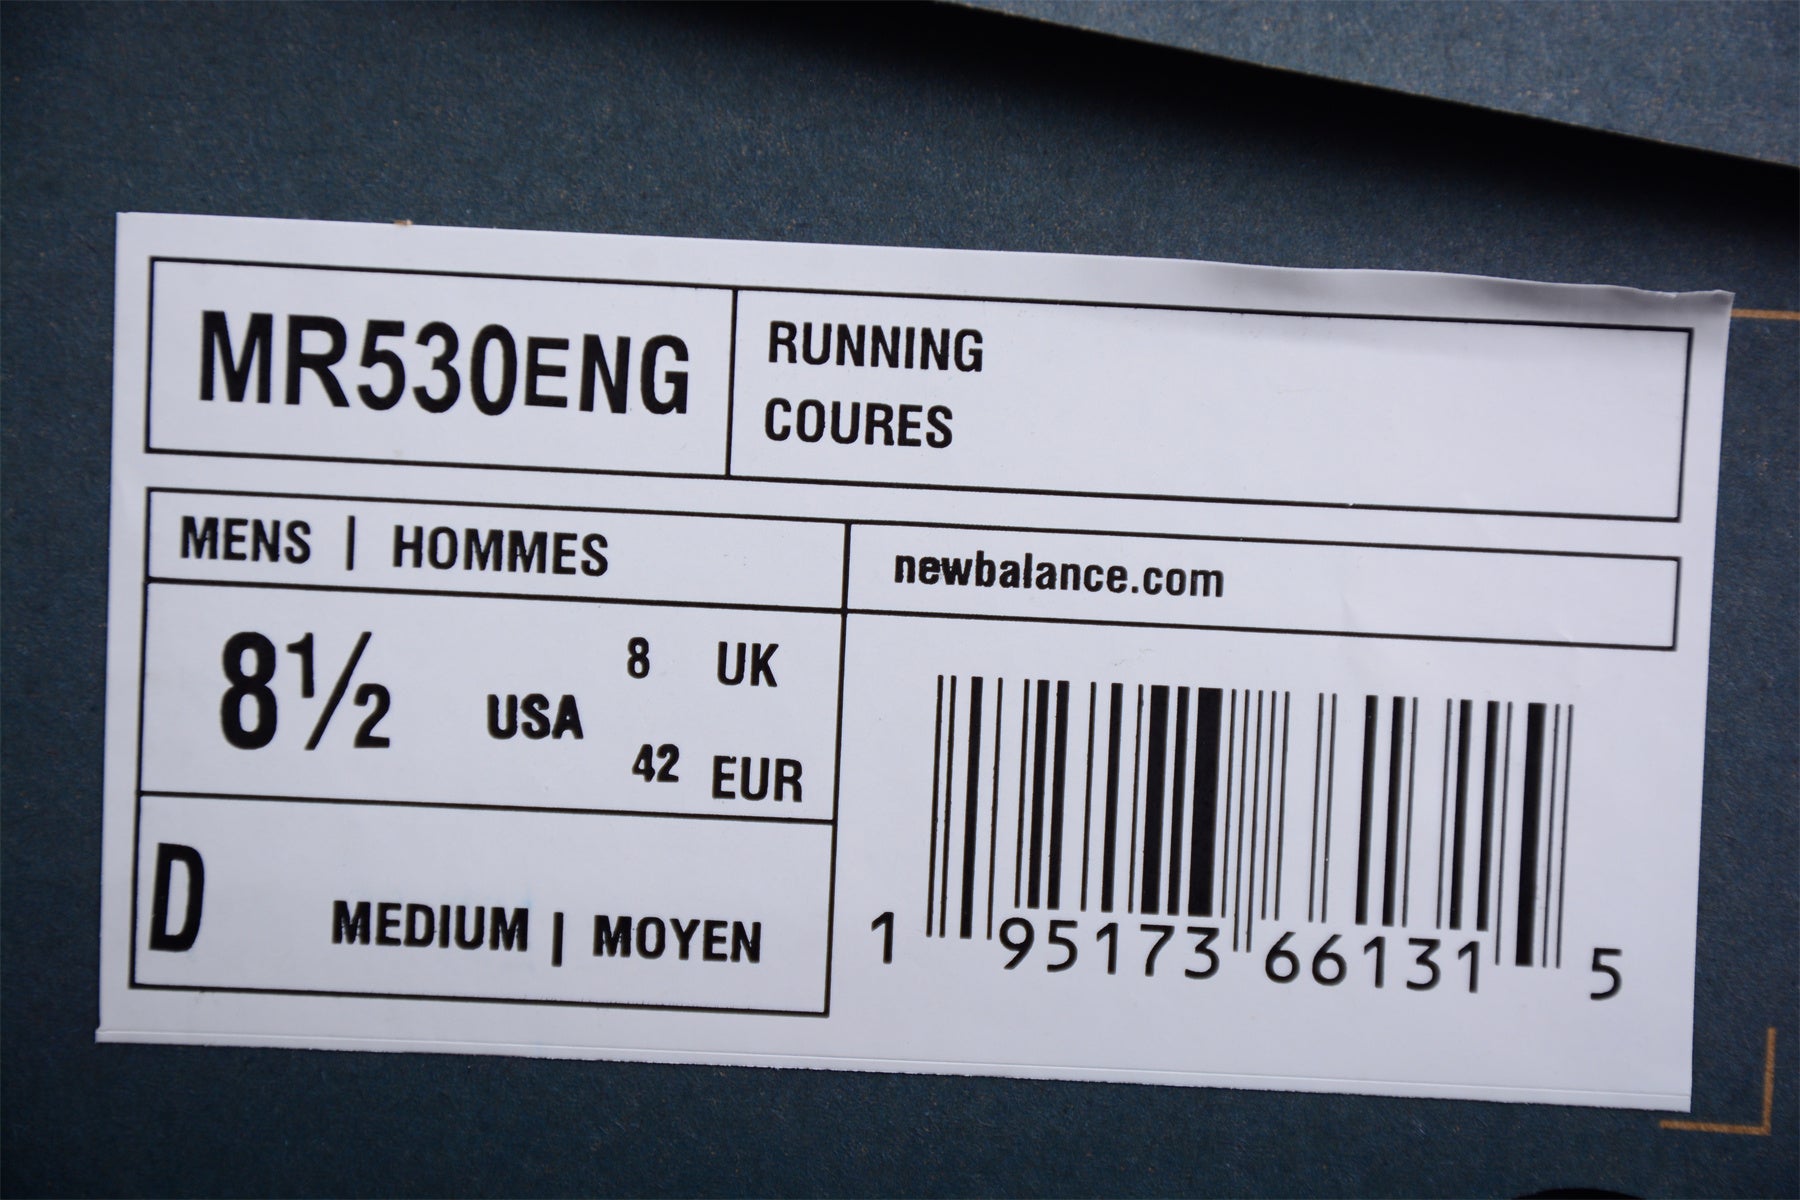 MR530ENG
RUNNING
COURES
MENS | HOMMES
newbalance.com
8½ USA
8 UK
42 EUR
D MEDIUM | MOYEN
1 95173 66131 5